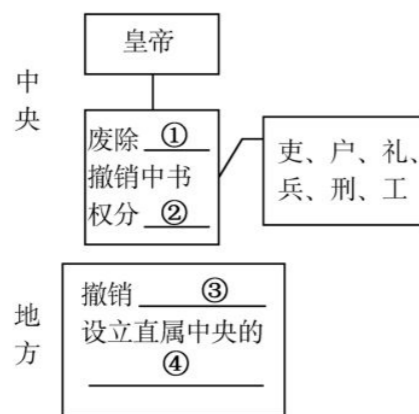 皇帝
中央
废除 ①
撤销中书
权分 ②
吏、户、礼、
兵、刑、工
地方
撤销 ③
设立直属中央的
④